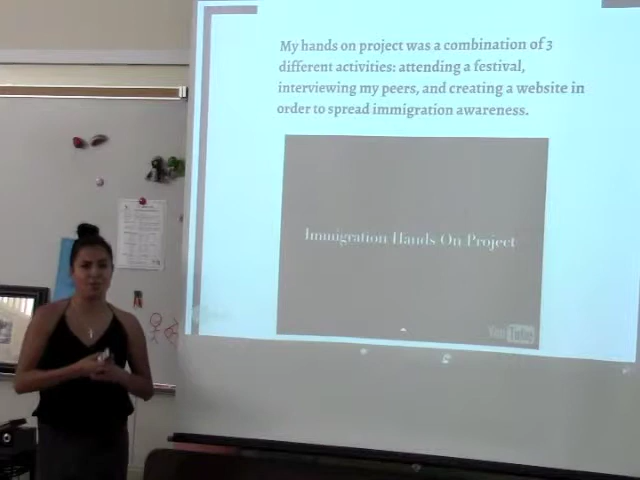 My hands on project was a combination of 3
different activities: attending a festival,
interviewing my peers, and creating a website in
order to spread immigration awareness.
Immigration Hands On Project
YouTube